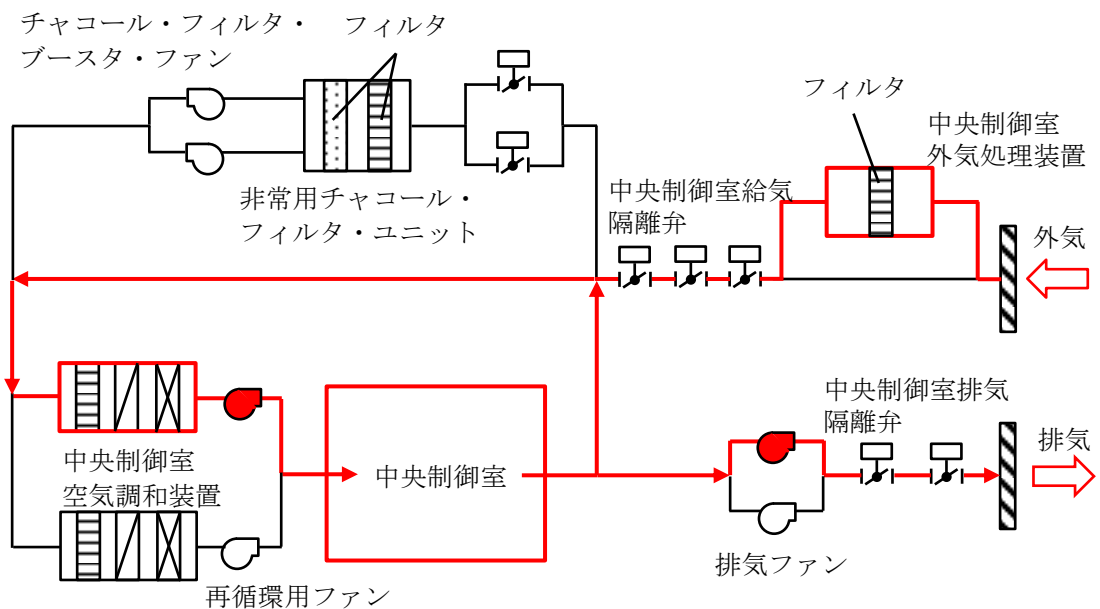 チャコール・フィルタ・
ブースタ・ファン
フィルタ
フィルタ
中央制御室
外気処理装置
非常用チャコール・
フィルタ・ユニット
中央制御室給気
隔離弁
外気
中央制御室
空気調和装置
中央制御室
中央制御室排気
隔離弁
排気
排気ファン
再循環用ファン